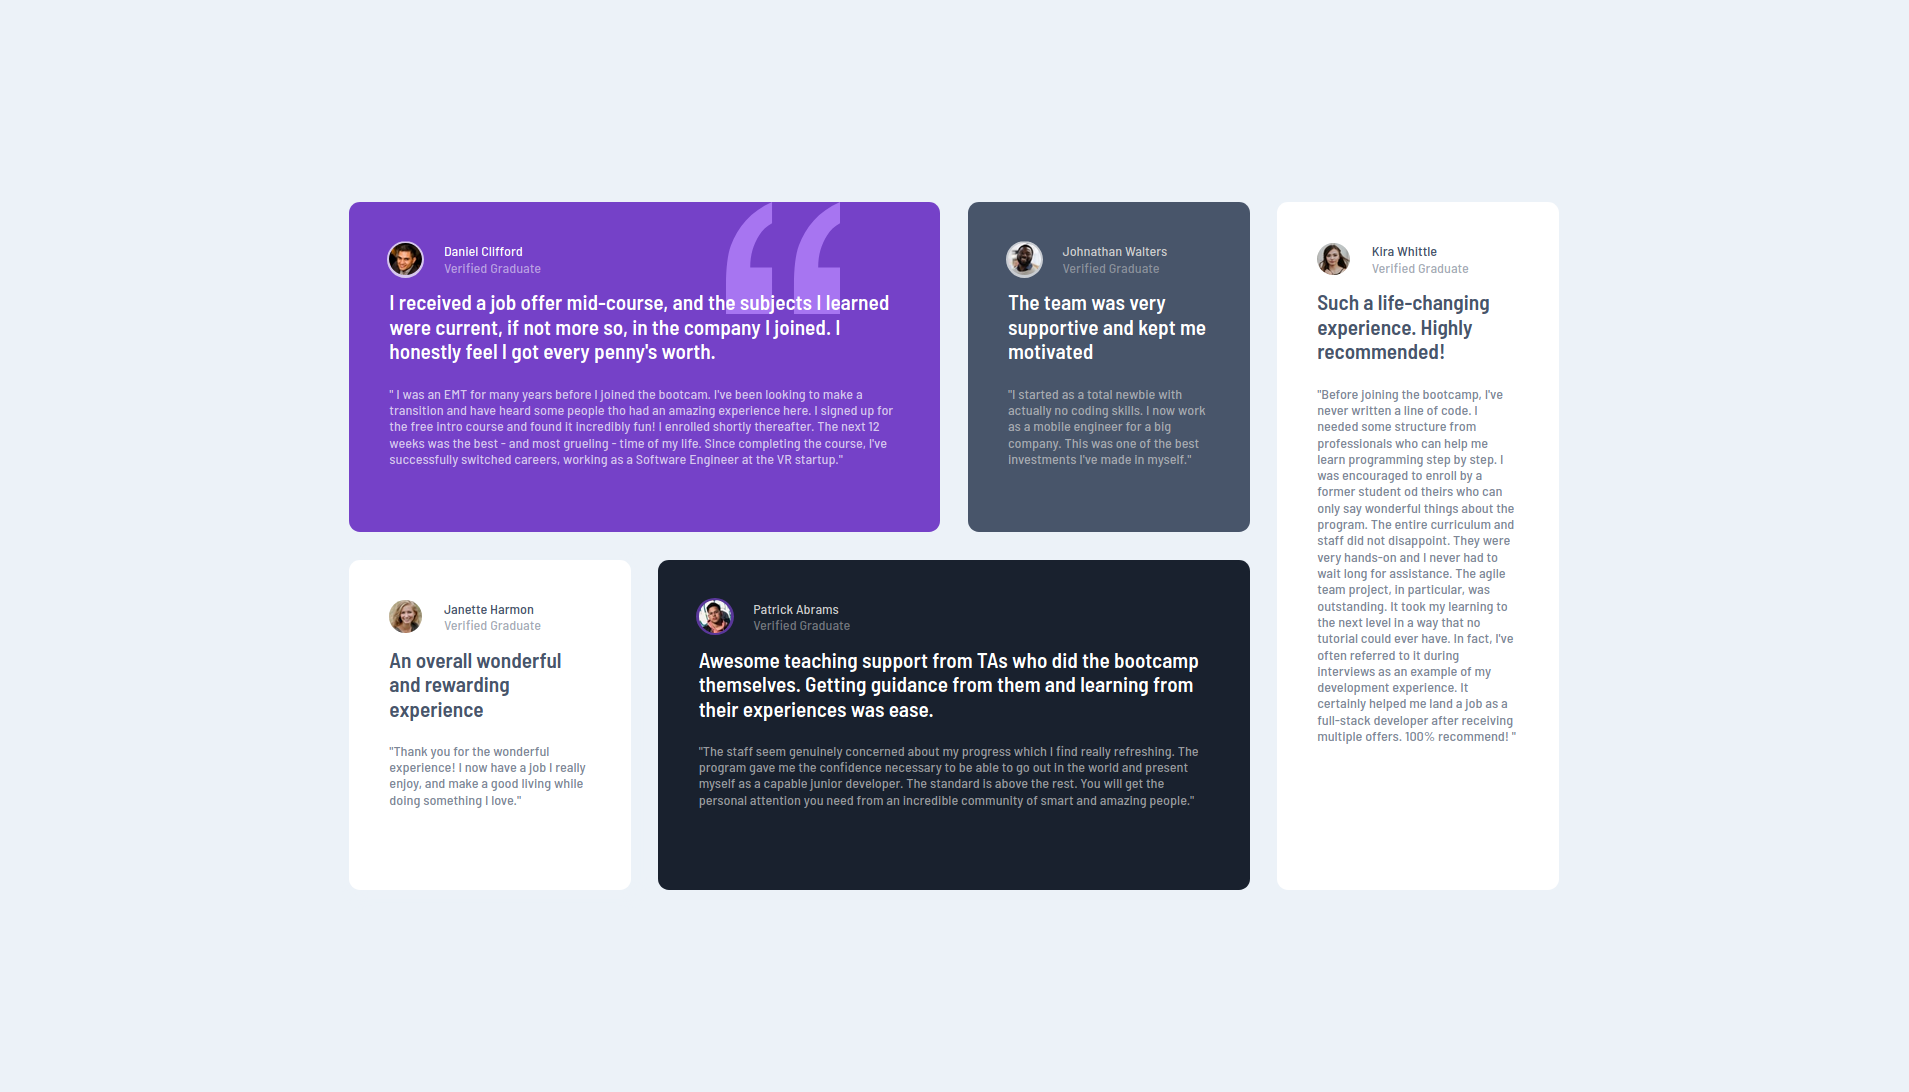 Daniel Clifford
Verified Graduate
I received a job offer mid-course, and the subjects I learned
were current, if not more so, in the company I joined. I
honestly feel I got every penny's worth.
" I was an EMT for many years before I joined the bootcam. I've been looking to make a
transition and have heard some people tho had an amazing experience here. I signed up for
the free intro course and found it incredibly fun! I enrolled shortly thereafter. The next 12
weeks was the best - and most grueling - time of my life. Since completing the course, I've
successfully switched careers, working as a Software Engineer at the VR startup."
Johnathan Walters
Verified Graduate
The team was very
supportive and kept me
motivated
"I started as a total newbie with
actually no coding skills. I now work
as a mobile engineer for a big
company. This was one of the best
investments I've made in myself."
Kira Whittle
Verified Graduate
Such a life-changing
experience. Highly
recommended!
"Before joining the bootcamp, I've
never written a line of code. I
needed some structure from
professionals who can help me
learn programming step by step. I
was encouraged to enroll by a
former student od theirs who can
only say wonderful things about the
program. The entire curriculum and
staff did not disappoint. They were
very hands-on and I never had to
wait long for assistance. The agile
team project, in particular, was
outstanding. It took my learning to
the next level in a way that no
tutorial could ever have. In fact, I've
often referred to it during
interviews as an example of my
development experience. It
certainly helped me land a job as a
full-stack developer after receiving
multiple offers. 100% recommend! "
Janette Harmon
Verified Graduate
An overall wonderful
and rewarding
experience
"Thank you for the wonderful
experience! I now have a job I really
enjoy, and make a good living while
doing something I love."
Patrick Abrams
Verified Graduate
Awesome teaching support from TAs who did the bootcamp
themselves. Getting guidance from them and learning from
their experiences was ease.
"The staff seem genuinely concerned about my progress which I find really refreshing. The
program gave me the confidence necessary to be able to go out in the world and present
myself as a capable junior developer. The standard is above the rest. You will get the
personal attention you need from an incredible community of smart and amazing people."